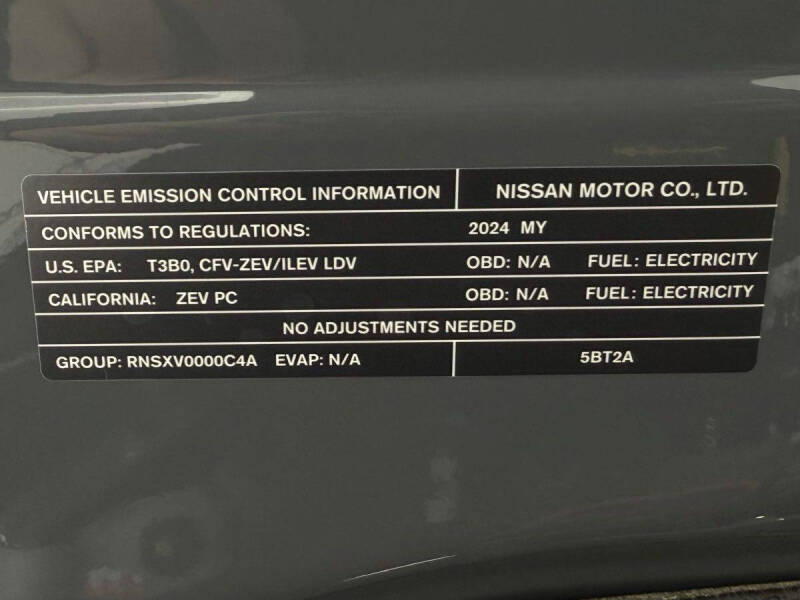 VEHICLE EMISSION CONTROL INFORMATION NISSAN MOTOR CO., LTD.
CONFORMS TO REGULATIONS: 2024 MY
U.S. EPA: T3B0, CFV-ZEV/ILEV LDV OBD: N/A FUEL: ELECTRICITY
CALIFORNIA: ZEV PC OBD: N/A FUEL: ELECTRICITY
NO ADJUSTMENTS NEEDED
GROUP: RNSXV0000C4A EVAP: N/A 5BT2A